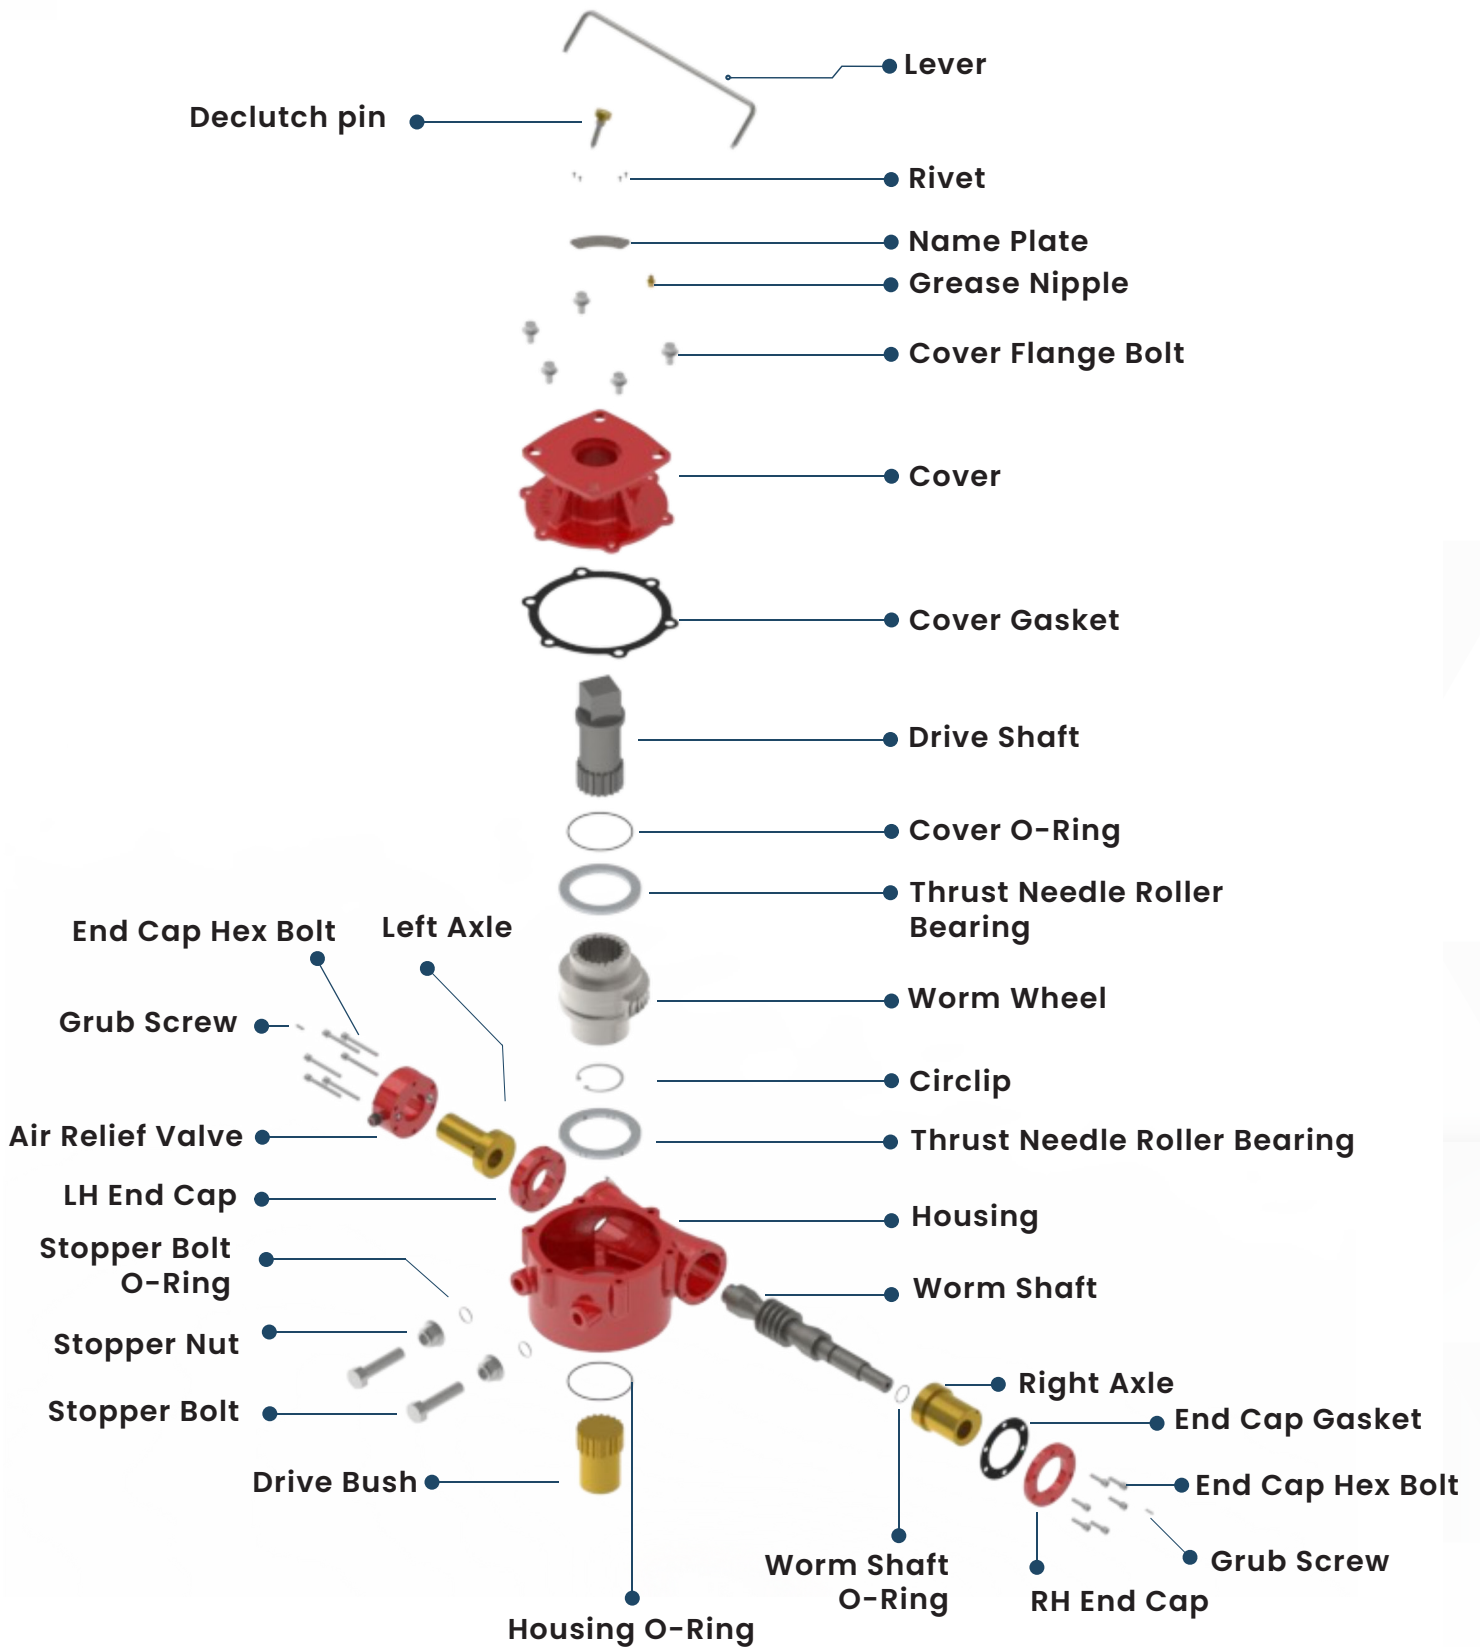 Lever
Declutch pin
Rivet
Name Plate
Grease Nipple
Cover Flange Bolt
Cover
Cover Gasket
Drive Shaft
Cover O-Ring
Thrust Needle Roller
Bearing
End Cap Hex Bolt
Left Axle
Worm Wheel
Grub Screw
Circlip
Air Relief Valve
Thrust Needle Roller Bearing
LH End Cap
Housing
Stopper Bolt
O-Ring
Worm Shaft
Stopper Nut
Right Axle
Stopper Bolt
End Cap Gasket
Drive Bush
End Cap Hex Bolt
Worm Shaft
O-Ring
Grub Screw
RH End Cap
Housing O-Ring